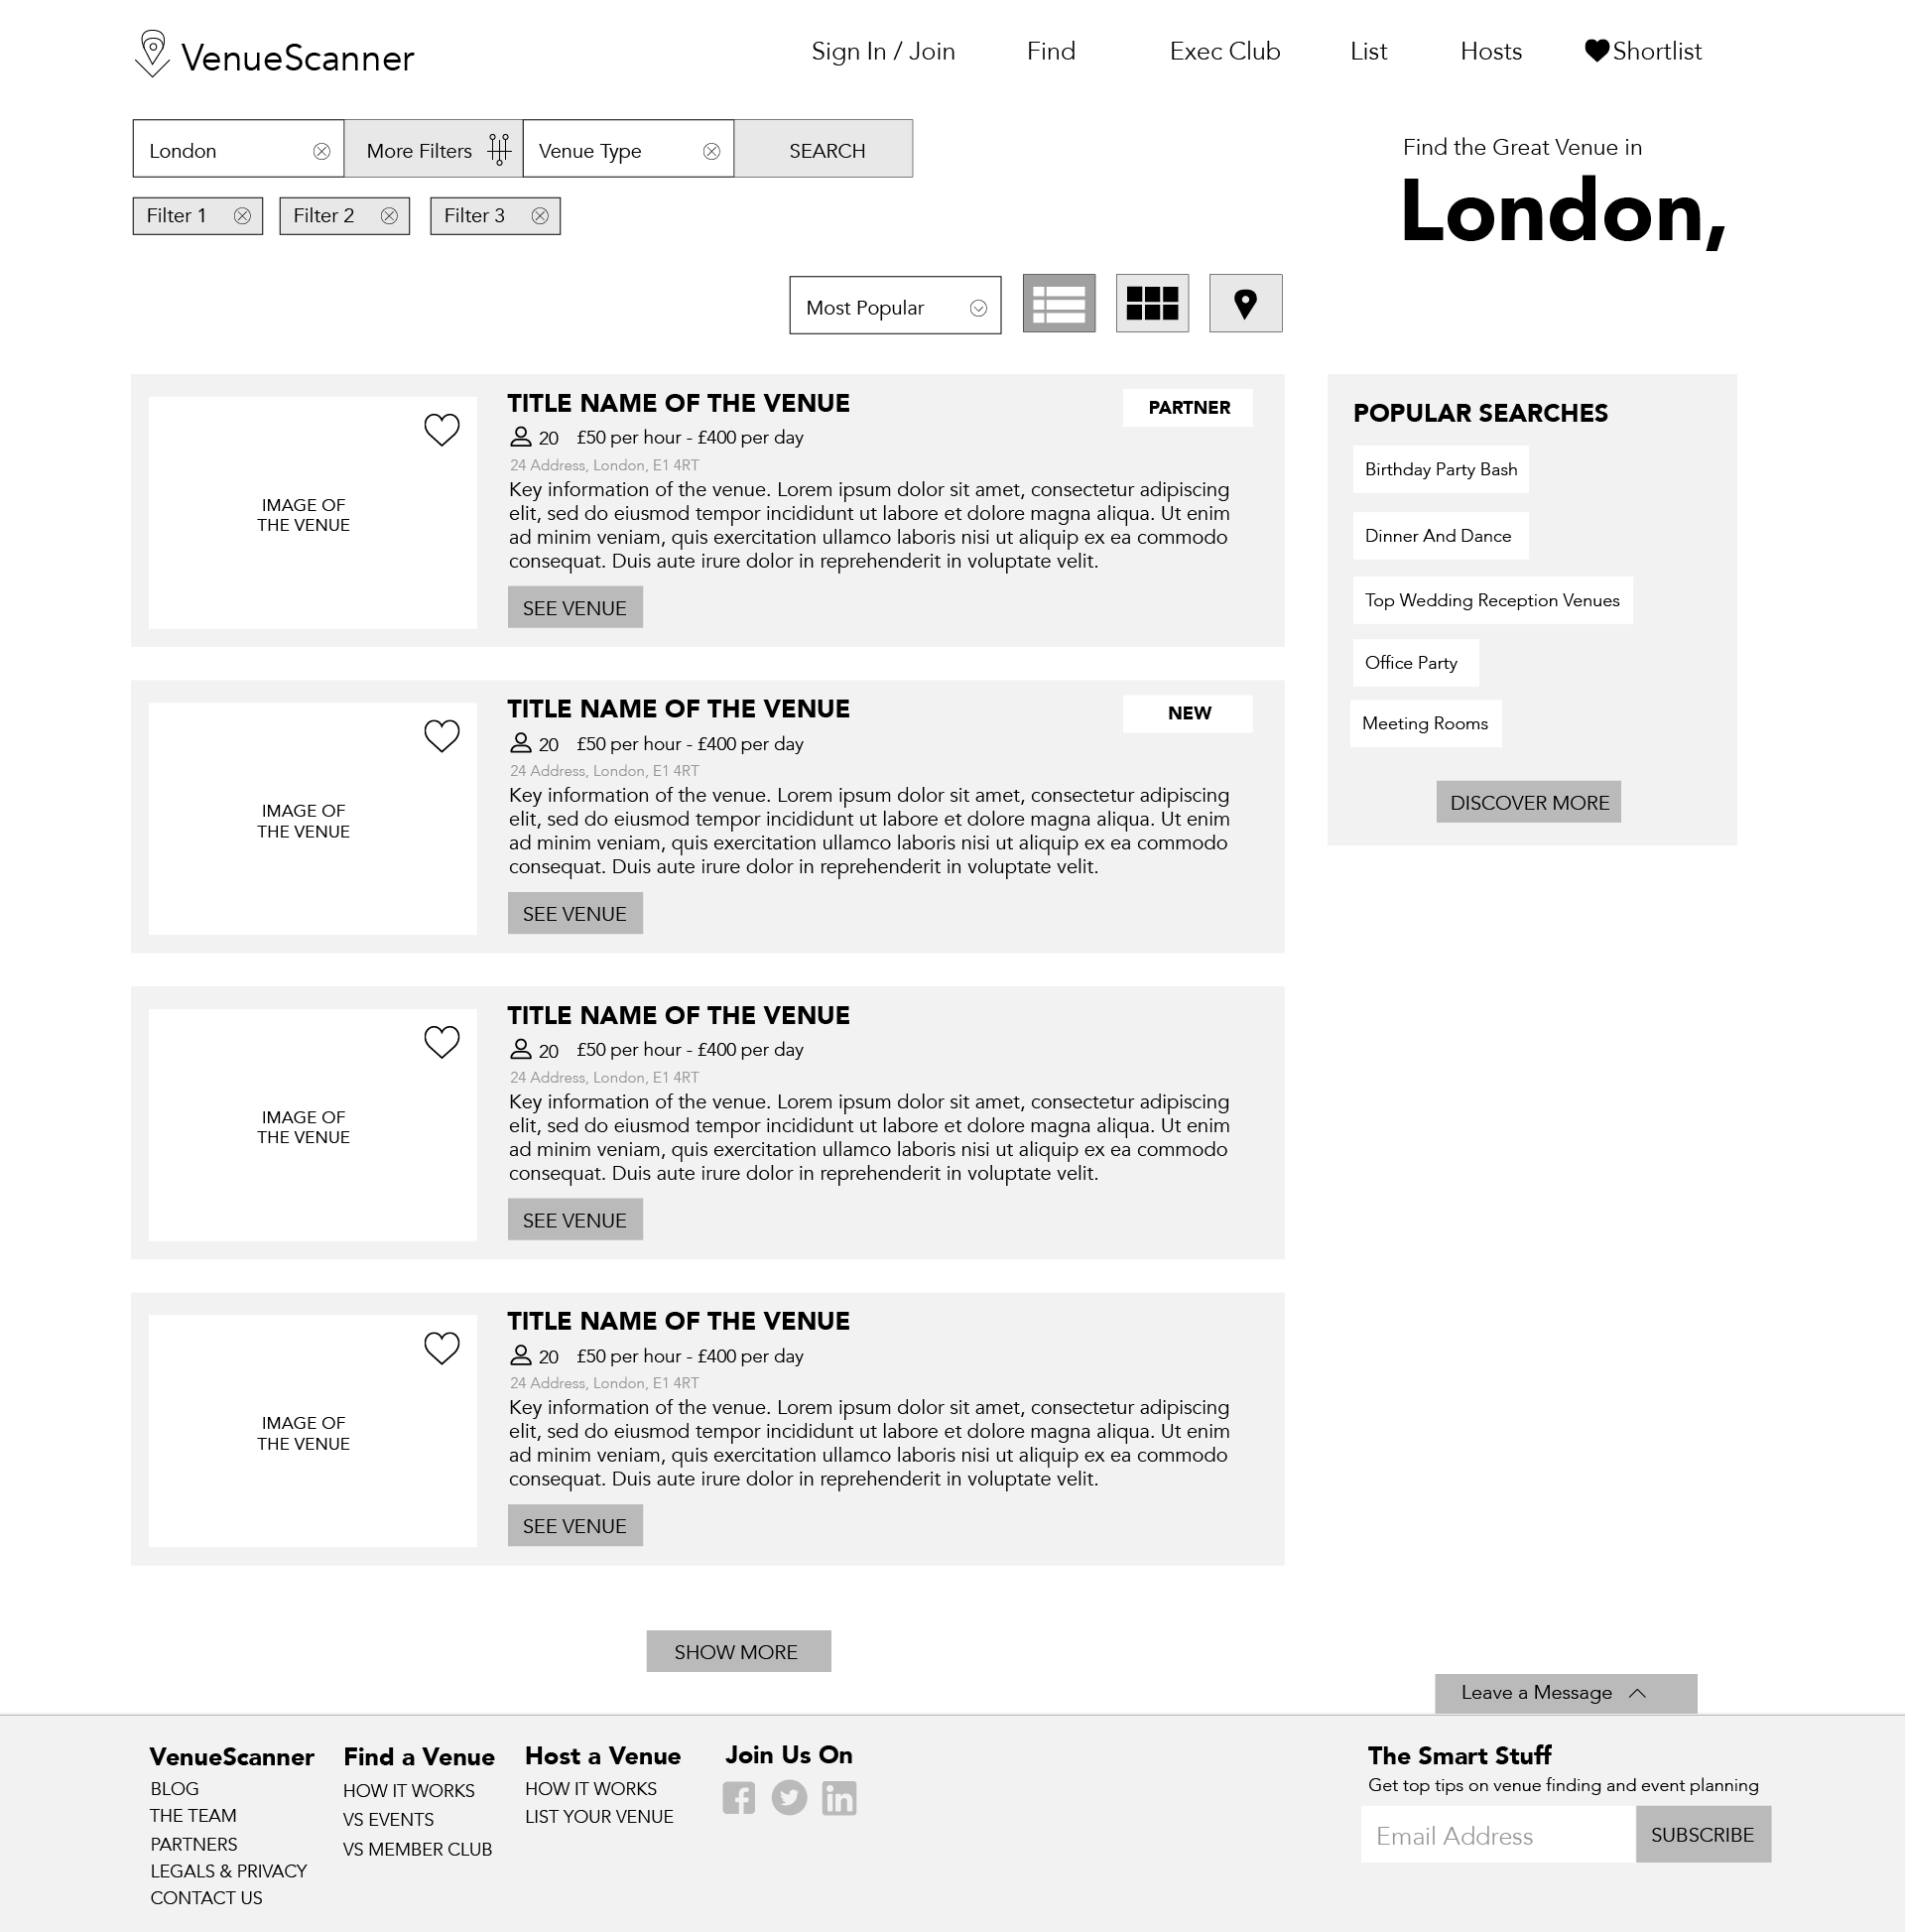 VenueScanner
Sign In / Join
Find
Exec Club
List
Hosts
Shortlist
London
More Filters
Venue Type
SEARCH
Filter 1
Filter 2
Filter 3
Find the Great Venue in
London,
Most Popular
IMAGE OF
THE VENUE
TITLE NAME OF THE VENUE
PARTNER
20 £50 per hour - £400 per day
24 Address, London, E1 4RT
Key information of the venue. Lorem ipsum dolor sit amet, consectetur adipiscing
elit, sed do eiusmod tempor incididunt ut labore et dolore magna aliqua. Ut enim
ad minim veniam, quis exercitation ullamco laboris nisi ut aliquip ex ea commodo
consequat. Duis aute irure dolor in reprehenderit in voluptate velit.
SEE VENUE
IMAGE OF
THE VENUE
TITLE NAME OF THE VENUE
NEW
20 £50 per hour - £400 per day
24 Address, London, E1 4RT
Key information of the venue. Lorem ipsum dolor sit amet, consectetur adipiscing
elit, sed do eiusmod tempor incididunt ut labore et dolore magna aliqua. Ut enim
ad minim veniam, quis exercitation ullamco laboris nisi ut aliquip ex ea commodo
consequat. Duis aute irure dolor in reprehenderit in voluptate velit.
SEE VENUE
IMAGE OF
THE VENUE
TITLE NAME OF THE VENUE
20 £50 per hour - £400 per day
24 Address, London, E1 4RT
Key information of the venue. Lorem ipsum dolor sit amet, consectetur adipiscing
elit, sed do eiusmod tempor incididunt ut labore et dolore magna aliqua. Ut enim
ad minim veniam, quis exercitation ullamco laboris nisi ut aliquip ex ea commodo
consequat. Duis aute irure dolor in reprehenderit in voluptate velit.
SEE VENUE
IMAGE OF
THE VENUE
TITLE NAME OF THE VENUE
20 £50 per hour - £400 per day
24 Address, London, E1 4RT
Key information of the venue. Lorem ipsum dolor sit amet, consectetur adipiscing
elit, sed do eiusmod tempor incididunt ut labore et dolore magna aliqua. Ut enim
ad minim veniam, quis exercitation ullamco laboris nisi ut aliquip ex ea commodo
consequat. Duis aute irure dolor in reprehenderit in voluptate velit.
SEE VENUE
POPULAR SEARCHES
Birthday Party Bash
Dinner And Dance
Top Wedding Reception Venues
Office Party
Meeting Rooms
DISCOVER MORE
SHOW MORE
Leave a Message
VenueScanner
BLOG
THE TEAM
PARTNERS
LEGALS & PRIVACY
CONTACT US
Find a Venue
HOW IT WORKS
VS EVENTS
VS MEMBER CLUB
Host a Venue
HOW IT WORKS
LIST YOUR VENUE
Join Us On
The Smart Stuff
Get top tips on venue finding and event planning
Email Address
SUBSCRIBE